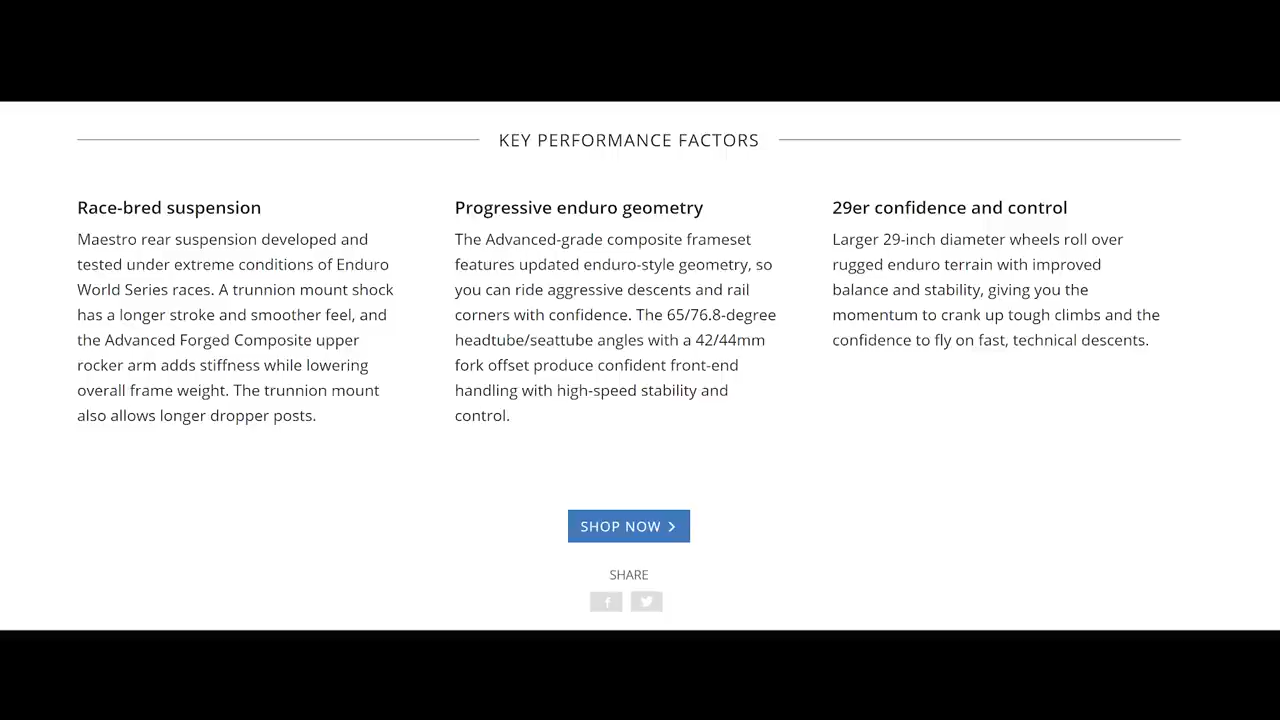 KEY PERFORMANCE FACTORS
Race-bred suspension
Maestro rear suspension developed and
tested under extreme conditions of Enduro
World Series races. A trunnion mount shock
has a longer stroke and smoother feel, and
the Advanced Forged Composite upper
rocker arm adds stiffness while lowering
overall frame weight. The trunnion mount
also allows longer dropper posts.
Progressive enduro geometry
The Advanced-grade composite frameset
features updated enduro-style geometry, so
you can ride aggressive descents and rail
corners with confidence. The 65/76.8-degree
headtube/seattube angles with a 42/44mm
fork offset produce confident front-end
handling with high-speed stability and
control.
29er confidence and control
Larger 29-inch diameter wheels roll over
rugged enduro terrain with improved
balance and stability, giving you the
momentum to crank up tough climbs and the
confidence to fly on fast, technical descents.
SHOP NOW
SHARE